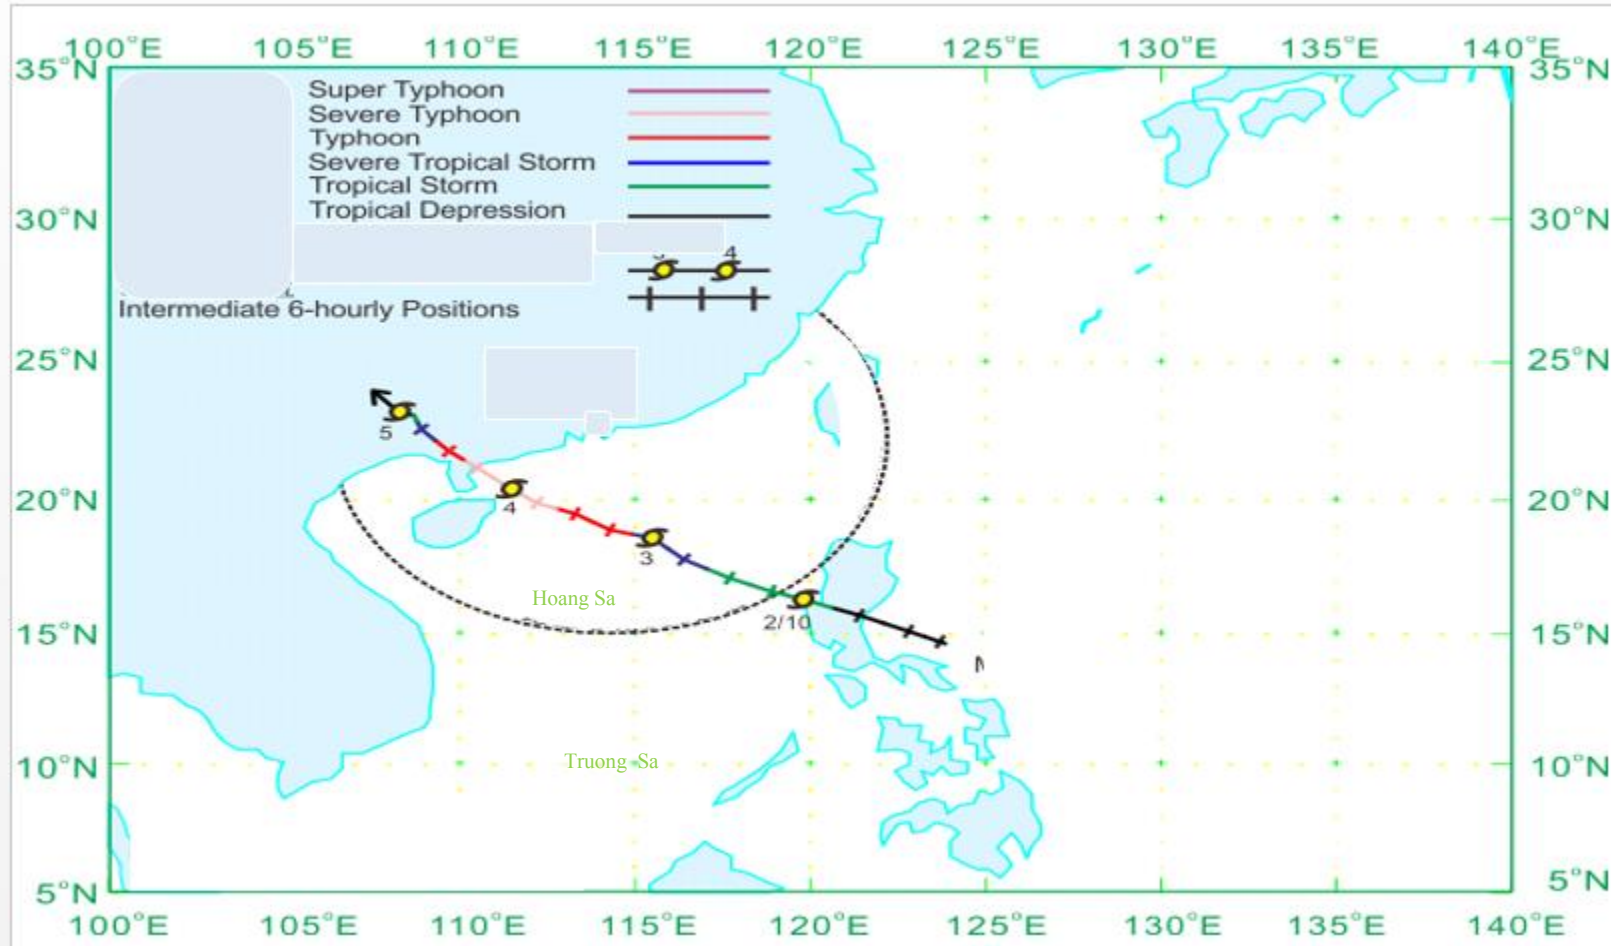 100°E 105°E 110°E 115°E 120°E 125°E 130°E 135°E 140°E
35°N 35°N
Super Typhoon
Severe Typhoon
Typhoon
Severe Tropical Storm
Tropical Storm
30°N Tropical Depression 30°N
4
Intermediate 6-hourly Positions
25°N 25°N
5
20°N 20°N
4
3
Hoang Sa
2/10
15°N 15°N
Truong Sa
10°N 10°N
5°N 5°N
100°E 105°E 110°E 115°E 120°E 125°E 130°E 135°E 140°E